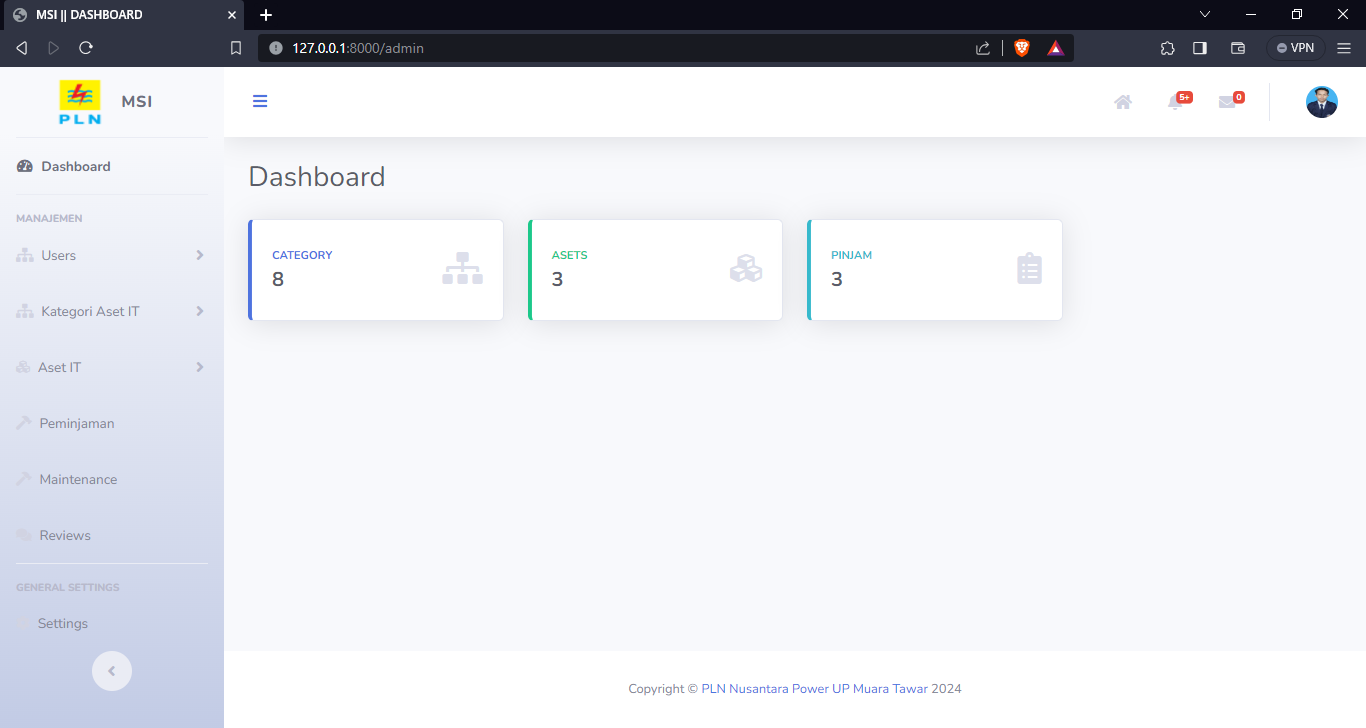 MSI || DASHBOARD
127.0.0.1:8000/admin
VPN
PLN
MSI
5+
0
Dashboard
MANAJEMEN
Users
Kategori Aset IT
Aset IT
Peminjaman
Maintenance
Reviews
GENERAL SETTINGS
Settings
Dashboard
CATEGORY
8
ASETS
3
PINJAM
3
Copyright © PLN Nusantara Power UP Muara Tawar 2024